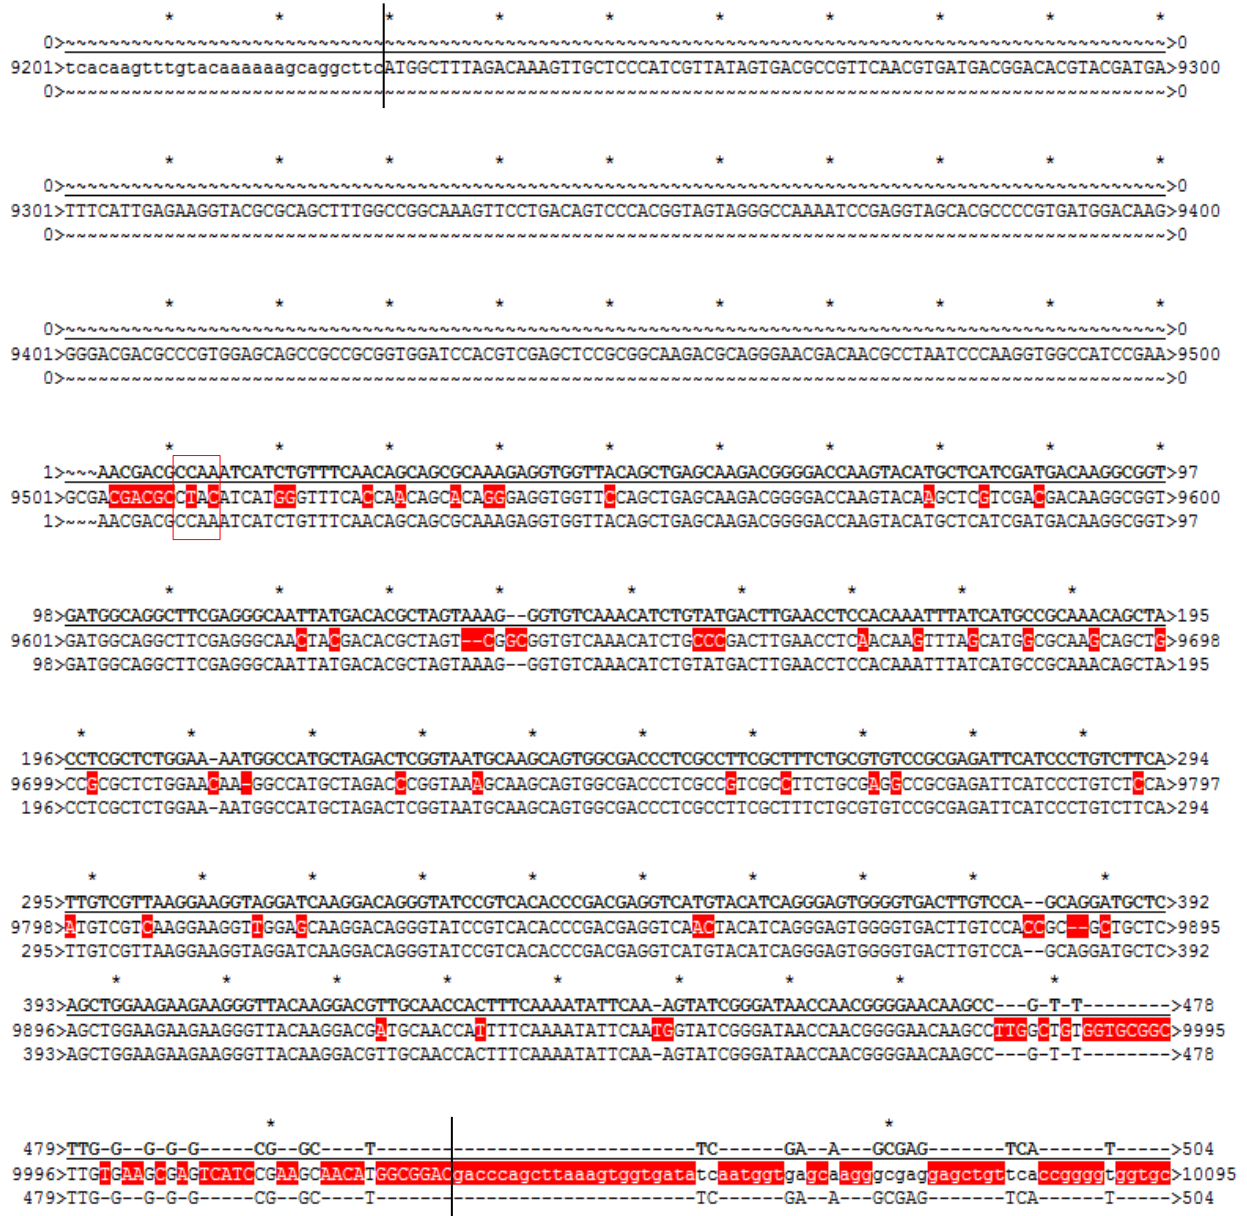 * * * * * * * * * *
0>~~~~~~~~~~~~~~~~~~~~~~~~~~~~~~~~~~~~~~~~~~~~~~~~~~~~~~~~~~~~~~~~~~~~~~~~~~~~~~~~~~~~~~~~~~~~~~~~~~~~>0
9201>tcacaagtttgtacaaaaaagcaggcttcATGGCTTTAGACAAAGTTGCTCCCATCGTTATAGTGACGCCGTTCAACGTGATGACGGACACGTACGATGA>9300
0>~~~~~~~~~~~~~~~~~~~~~~~~~~~~~~~~~~~~~~~~~~~~~~~~~~~~~~~~~~~~~~~~~~~~~~~~~~~~~~~~~~~~~~~~~~~~~~~~~~~~>0
* * * * * * * * * *
0>~~~~~~~~~~~~~~~~~~~~~~~~~~~~~~~~~~~~~~~~~~~~~~~~~~~~~~~~~~~~~~~~~~~~~~~~~~~~~~~~~~~~~~~~~~~~~~~~~~~~>0
9301>TTTCATTGAGAAGGTACGCGCAGCTTTGGCCGGCAAAGTTCCTGACAGTCCCACGGTAGTAGGGCCAAAATCCGAGGTAGCACGCCCCGTGATGGACAAG>9400
0>~~~~~~~~~~~~~~~~~~~~~~~~~~~~~~~~~~~~~~~~~~~~~~~~~~~~~~~~~~~~~~~~~~~~~~~~~~~~~~~~~~~~~~~~~~~~~~~~~~~~>0
* * * * * * * * * *
0>~~~~~~~~~~~~~~~~~~~~~~~~~~~~~~~~~~~~~~~~~~~~~~~~~~~~~~~~~~~~~~~~~~~~~~~~~~~~~~~~~~~~~~~~~~~~~~~~~~~~>0
9401>GGGACGACGCCCGTGGAGCAGCCGCCGCGGTGGATCCACGTCGAGCTCCGCGGCAAGACGCAGGGAACGACAACGCCTAATCCCAAGGTGGCCATCCGAA>9500
0>~~~~~~~~~~~~~~~~~~~~~~~~~~~~~~~~~~~~~~~~~~~~~~~~~~~~~~~~~~~~~~~~~~~~~~~~~~~~~~~~~~~~~~~~~~~~~~~~~~~~>0
* * * * * * * * * *
1>~~~AACGACGCCAAATCATCTGTTTCAACAGCAGCGCAAAGAGGTGGTTACAGCTGAGCAAGACGGGGACCAAGTACATGCTCATCGATGACAAGGCGGT>97
9501>GCGACGACGCCTACATCATGGGTTTCACCAACAGCACAGGGAGGTGGTTCCAGCTGAGCAAGACGGGGACCAAGTACAAGCTCGTCGACGACAAGGCGGT>9600
1>~~~AACGACGCCAAATCATCTGTTTCAACAGCAGCGCAAAGAGGTGGTTACAGCTGAGCAAGACGGGGACCAAGTACATGCTCATCGATGACAAGGCGGT>97
* * * * * * * * *
98>GATGGCAGGCTTCGAGGGCAATTATGACACGCTAGTAAAG--GGTGTCAAACATCTGTATGACTTGAACCTCCACAAATTTATCATGCCGCAAACAGCTA>195
9601>GATGGCAGGCTTCGAGGGCAACTACGACACGCTAGT--CGGCGGTGTCAAACATCTGCCCGACTTGAACCTCAACAAGTTTAGCATGGCGCAAGCAGCTG>9698
98>GATGGCAGGCTTCGAGGGCAATTATGACACGCTAGTAAAG--GGTGTCAAACATCTGTATGACTTGAACCTCCACAAATTTATCATGCCGCAAACAGCTA>195
* * * * * * * * * *
196>CCTCGCTCTGGAA-AATGGCCATGCTAGACTCGGTAATGCAAGCAGTGGCGACCCTCGCCTTCGCTTTCTGCGTGTCCGCGAGATTCATCCCTGTCTTCA>294
9699>CCGCGCTCTGGAACAA-GGCCATGCTAGACCCGGTAAAGCAAGCAGTGGCGACCCTCGCCGTCGCCTTCTGCGAGGCCGCGAGATTCATCCCTGTCTCCA>9797
196>CCTCGCTCTGGAA-AATGGCCATGCTAGACTCGGTAATGCAAGCAGTGGCGACCCTCGCCTTCGCTTTCTGCGTGTCCGCGAGATTCATCCCTGTCTTCA>294
* * * * * * * * * *
295>TTGTCGTTAAGGAAGGTAGGATCAAGGACAGGGTATCCGTCACACCCGACGAGGTCATGTACATCAGGGAGTGGGGTGACTTGTCCA--GCAGGATGCTC>392
9798>ATGTCGTCAAGGAAGGTTGGAGCAAGGACAGGGTATCCGTCACACCCGACGAGGTCAACTACATCAGGGAGTGGGGTGACTTGTCCACCGC--GCTGCTC>9895
295>TTGTCGTTAAGGAAGGTAGGATCAAGGACAGGGTATCCGTCACACCCGACGAGGTCATGTACATCAGGGAGTGGGGTGACTTGTCCA--GCAGGATGCTC>392
* * * * * * * * *
393>AGCTGGAAGAAGAAGGGTTACAAGGACGTTGCAACCACTTTCAAAATATTCAA-AGTATCGGGATAACCAACGGGGAACAAGCC---G-T-T-------->478
9896>AGCTGGAAGAAGAAGGGTTACAAGGACGATGCAACCATTTTCAAAATATTCAATGGTATCGGGATAACCAACGGGGAACAAGCCTTGGCTGTGGTGCGGC>9995
393>AGCTGGAAGAAGAAGGGTTACAAGGACGTTGCAACCACTTTCAAAATATTCAA-AGTATCGGGATAACCAACGGGGAACAAGCC---G-T-T-------->478
* *
479>TTG-G--G-G-G-----CG--GC----T-----------------------------TC------GA--A---GCGAG-------TCA------T----->504
9996>TTGTGAAGCGAGTCATCCGAAGCAACATGGCGGACgacccagcttaaagtggtgatatcaatggtgagcaagggcgaggagctgttcaccggggtggtgc>10095
479>TTG-G--G-G-G-----CG--GC----T-----------------------------TC------GA--A---GCGAG-------TCA------T----->504